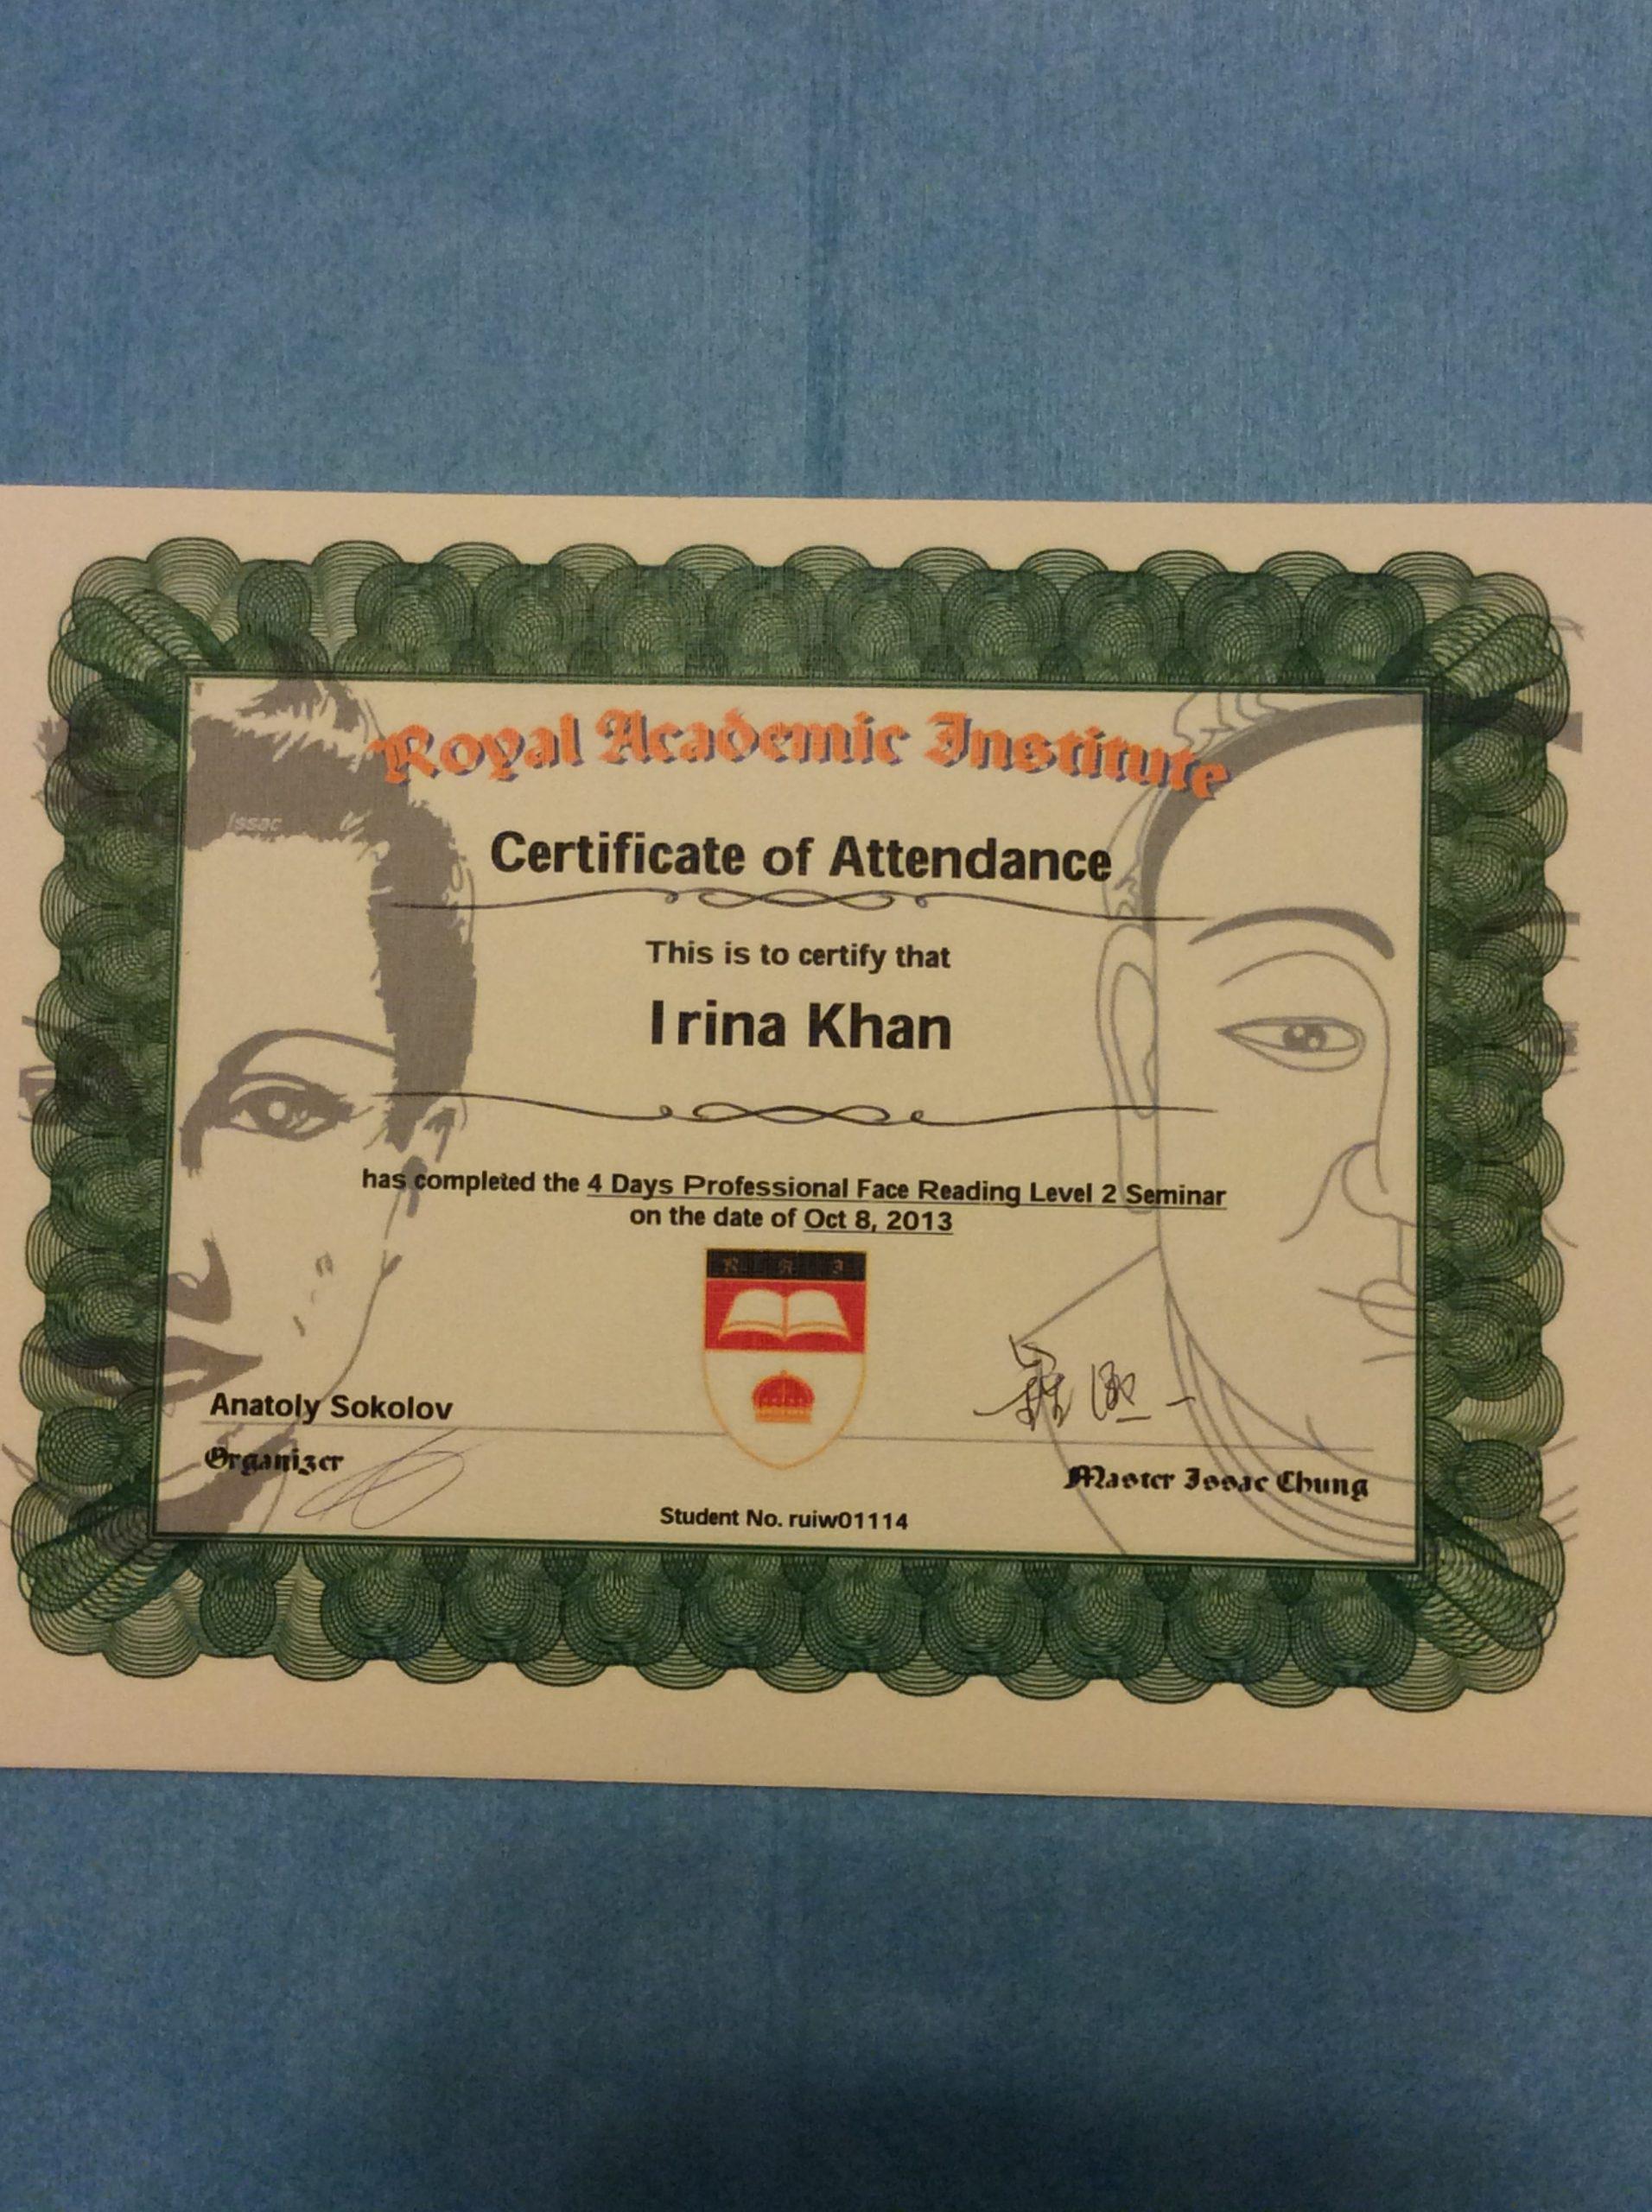 Royal Academic Institute
Issac
Certificate of Attendance
This is to certify that
Irina Khan
has completed the 4 Days Professional Face Reading Level 2 Seminar
on the date of Oct 8, 2013
R A I
Anatoly Sokolov
Organizer
Master Issac Chung
Student No. ruiw01114